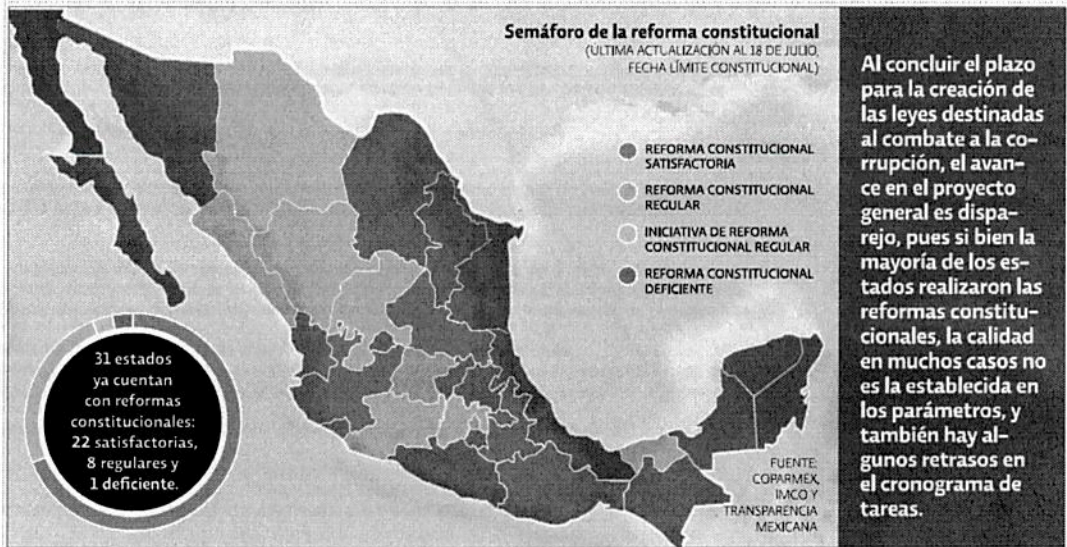 Semáforo de la reforma constitucional
(ÚLTIMA ACTUALIZACIÓN AL 18 DE JULIO,
FECHA LÍMITE CONSTITUCIONAL)
REFORMA CONSTITUCIONAL
SATISFACTORIA
REFORMA CONSTITUCIONAL
REGULAR
INICIATIVA DE REFORMA
CONSTITUCIONAL REGULAR
REFORMA CONSTITUCIONAL
DEFICIENTE
31 estados
ya cuentan
con reformas
constitucionales:
22 satisfactorias,
8 regulares y
1 deficiente.
FUENTE:
COPARMEX,
IMCO Y
TRANSPARENCIA
MEXICANA
Al concluir el plazo
para la creación de
las leyes destinadas
al combate a la co-
rrupción, el avan-
ce en el proyecto
general es dispa-
rejo, pues si bien la
mayoría de los es-
tados realizaron las
reformas constitu-
cionales, la calidad
en muchos casos no
es la establecida en
los parámetros, y
también hay al-
gunos retrasos en
el cronograma de
tareas.